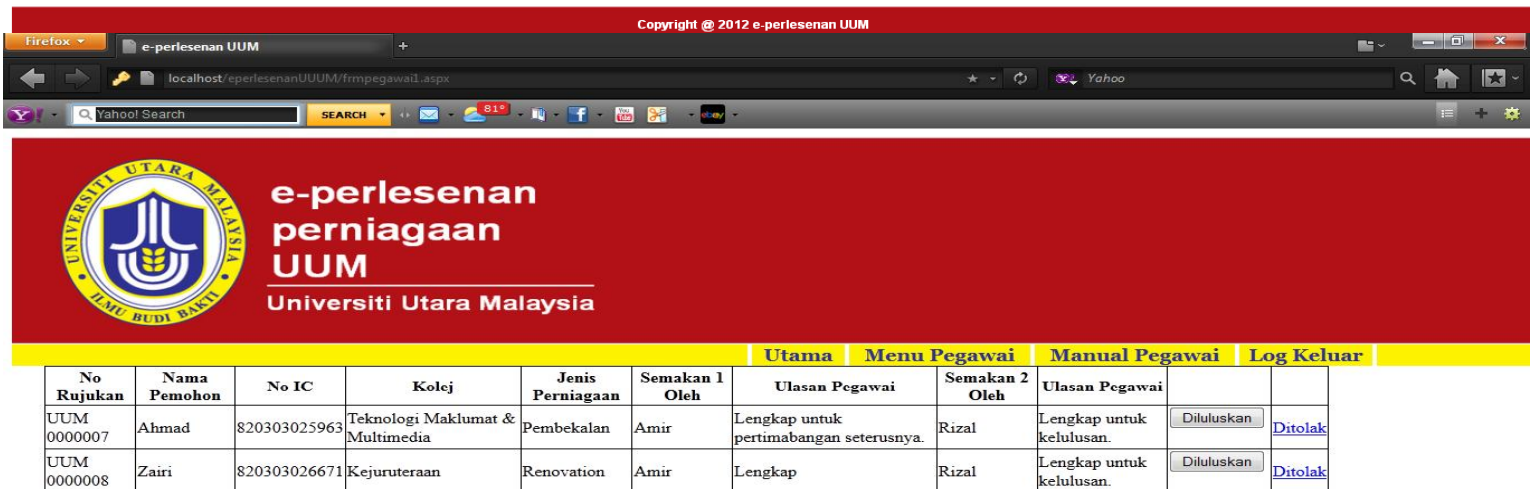 Copyright @ 2012 e-perlesenan UUM
Firefox
e-perlesenan UUM
+
localhost/eperlesenanUUUM/frmpegawai1.aspx
Yahoo
Yahoo! Search
SEARCH
81°
You Tube
ebay
UNIVERSITI UTARA MALAYSIA
ILMU BUDI BAKTI
e-perlesenan
perniagaan
UUM
Universiti Utara Malaysia
Utama Menu Pegawai Manual Pegawai Log Keluar
No Rujukan Nama Pemohon No IC Kolej Jenis Perniagaan Semakan 1 Oleh Ulasan Pegawai Semakan 2 Oleh Ulasan Pegawai
UUM 0000007 Ahmad 820303025963 Teknologi Maklumat & Multimedia Pembekalan Amir Lengkap untuk pertimabangan seterusnya. Rizal Lengkap untuk kelulusan. Diluluskan Ditolak
UUM 0000008 Zairi 820303026671 Kejuruteraan Renovation Amir Lengkap Rizal Lengkap untuk kelulusan. Diluluskan Ditolak